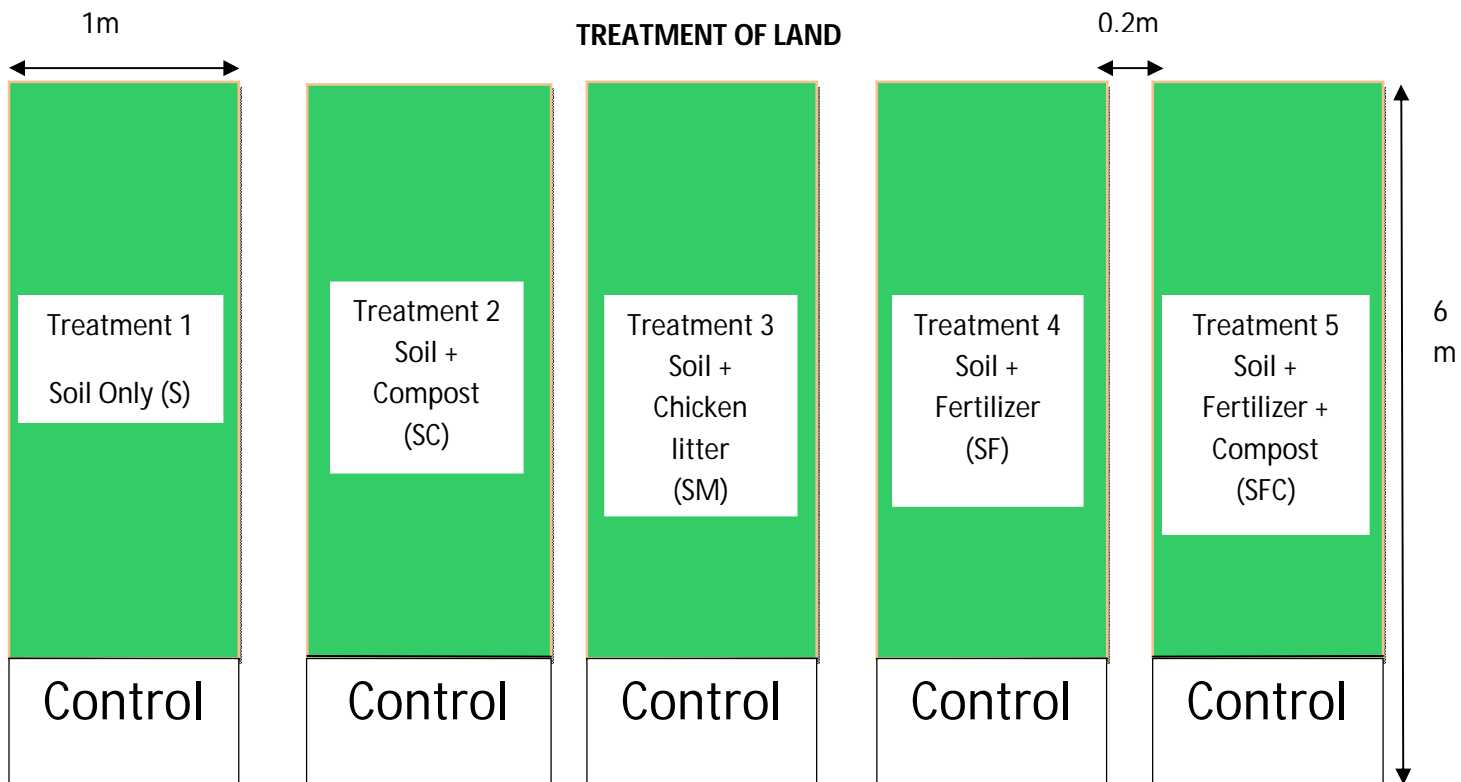 1m
TREATMENT OF LAND
0.2m
Treatment 1
Soil Only (S)
Treatment 2
Soil +
Compost
(SC)
Treatment 3
Soil +
Chicken
litter
(SM)
Treatment 4
Soil +
Fertilizer
(SF)
Treatment 5
Soil +
Fertilizer +
Compost
(SFC)
6
m
Control
Control
Control
Control
Control